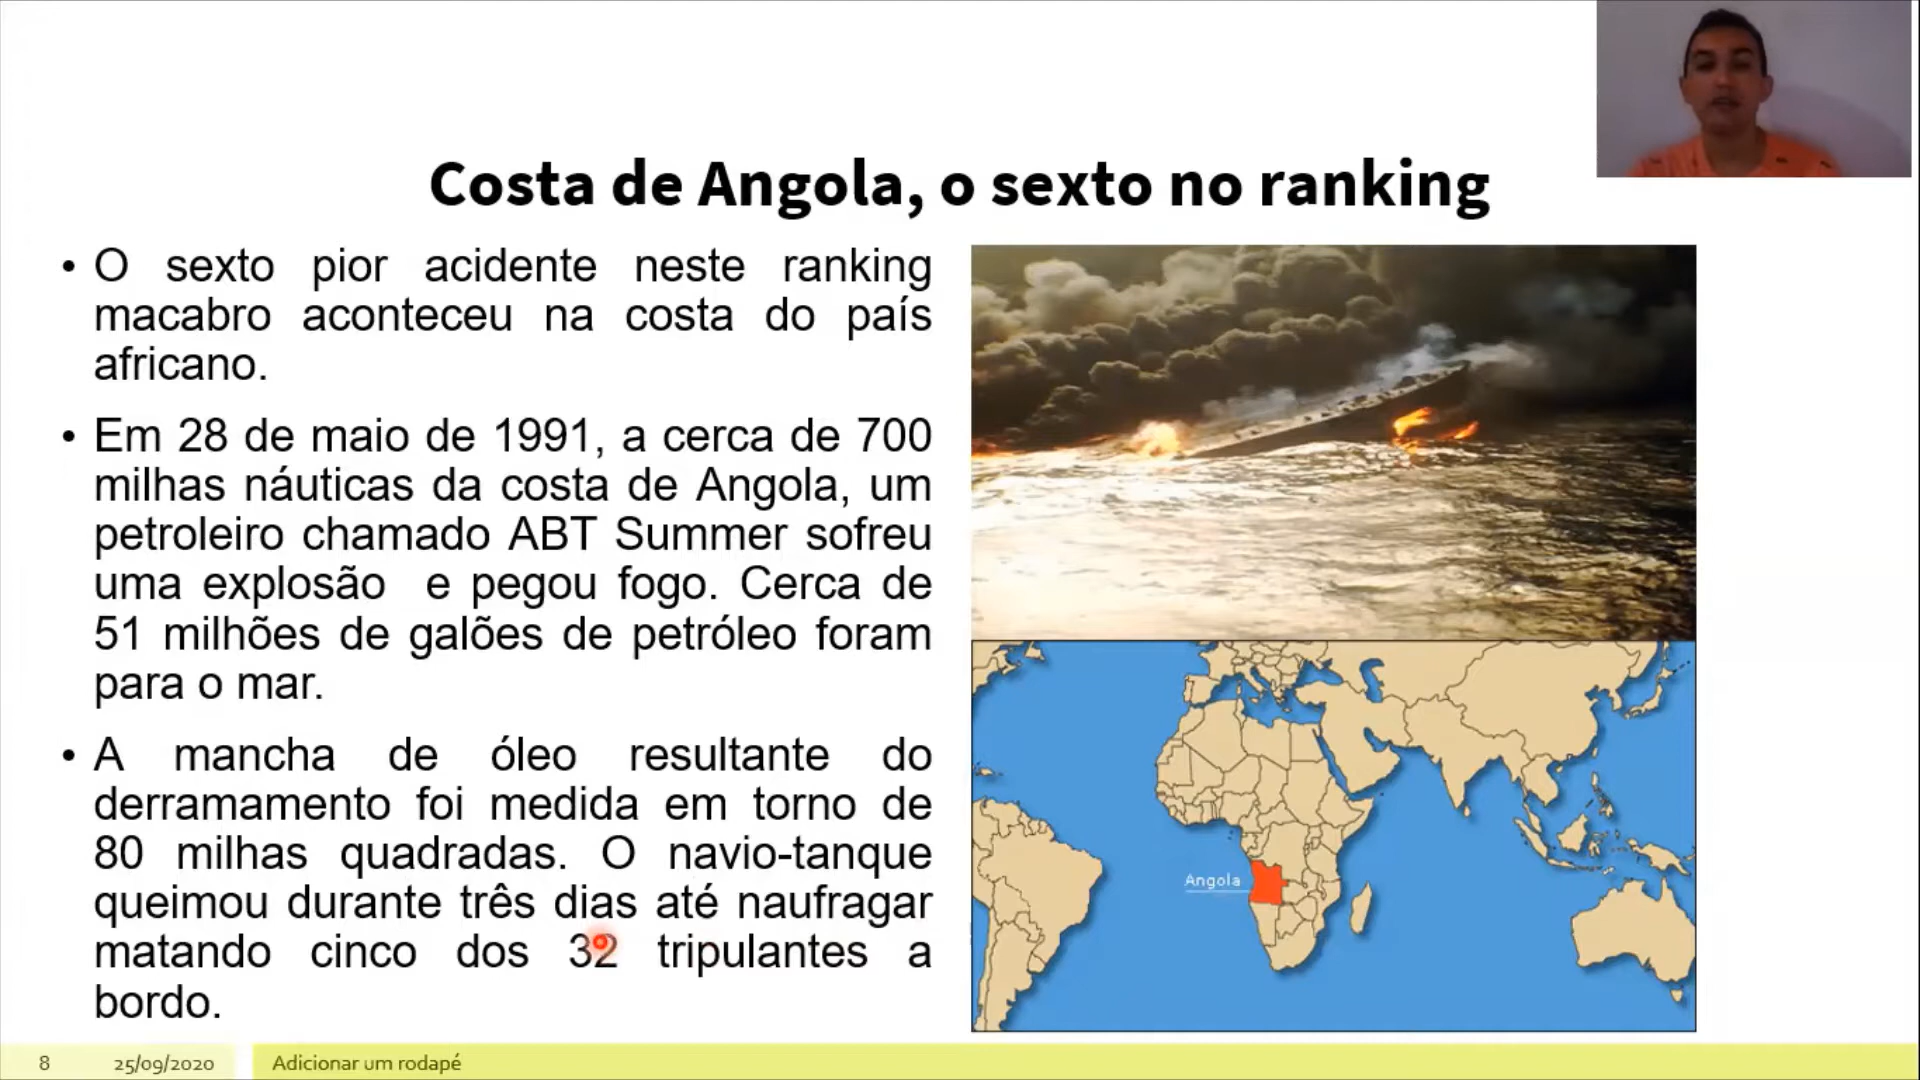 Costa de Angola, o sexto no ranking
• O sexto pior acidente neste ranking
macabro aconteceu na costa do país
africano.
• Em 28 de maio de 1991, a cerca de 700
milhas náuticas da costa de Angola, um
petroleiro chamado ABT Summer sofreu
uma explosão e pegou fogo. Cerca de
51 milhões de galões de petróleo foram
para o mar.
• A mancha de óleo resultante do
derramamento foi medida em torno de
80 milhas quadradas. O navio-tanque
queimou durante três dias até naufragar
matando cinco dos 32 tripulantes a
bordo.
Angola
8 25/09/2020 Adicionar um rodapé